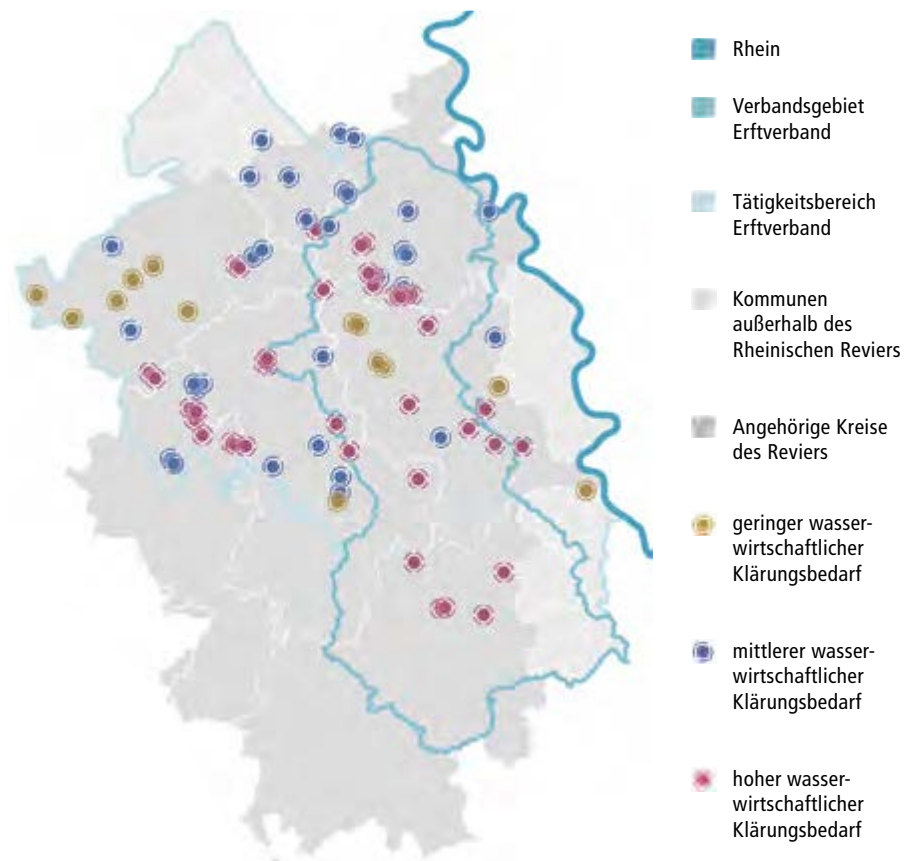 Rhein
Verbandsgebiet
Erftverband
Tätigkeitsbereich
Erftverband
Kommunen
außerhalb des
Rheinischen Reviers
Angehörige Kreise
des Reviers
geringer wasser-
wirtschaftlicher
Klärungsbedarf
mittlerer wasser-
wirtschaftlicher
Klärungsbedarf
hoher wasser-
wirtschaftlicher
Klärungsbedarf